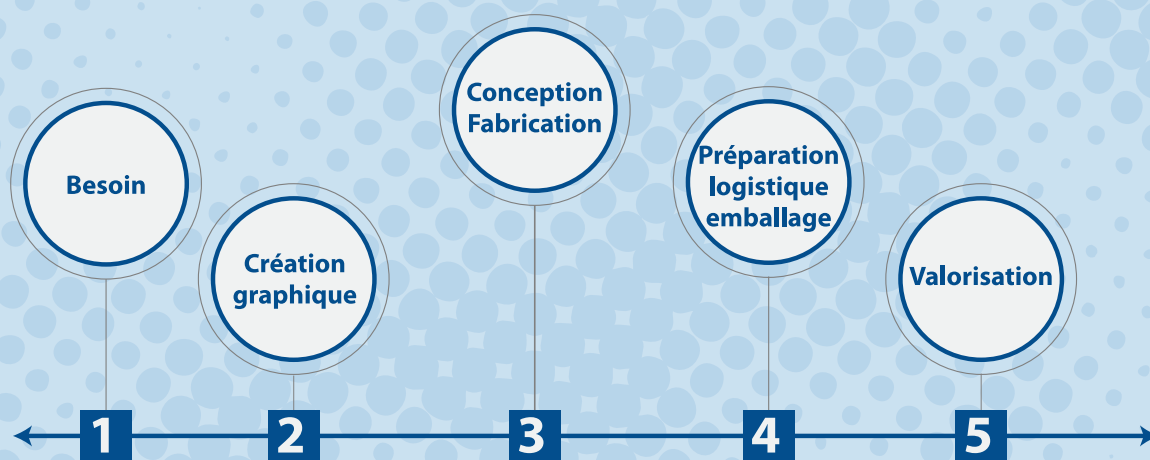 Besoin
Création
graphique
Conception
Fabrication
Préparation
logistique
emballage
Valorisation
1
2
3
4
5